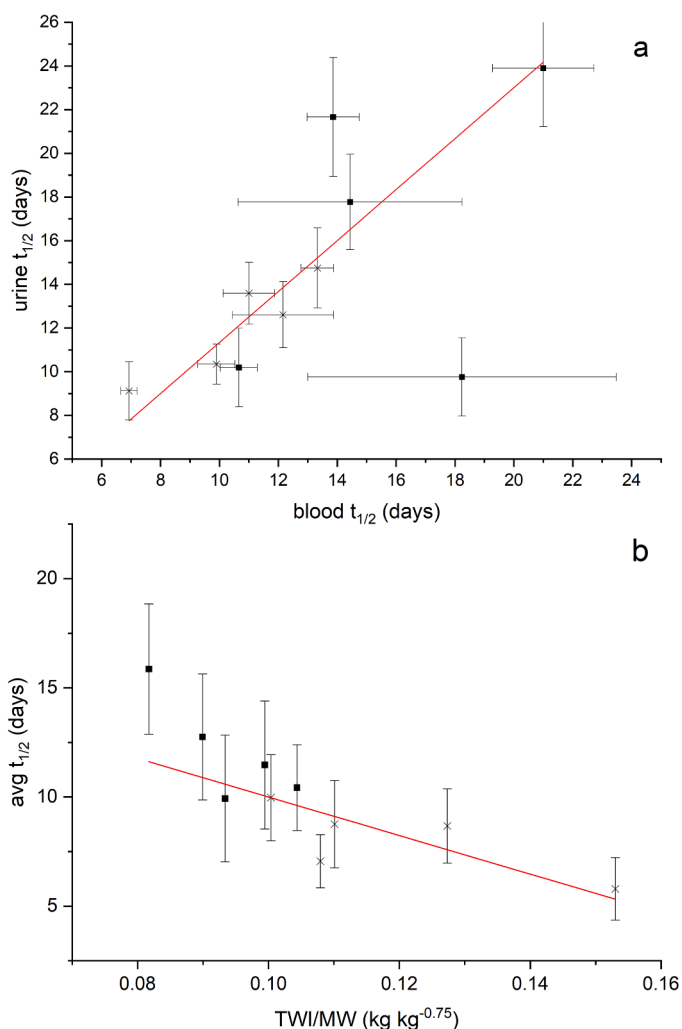 a
26
24
22
20
18
16
14
12
10
8
6
urine t1/2 (days)
6 8 10 12 14 16 18 20 22 24
blood t1/2 (days)
b
20
15
10
5
avg t1/2 (days)
0.08 0.10 0.12 0.14 0.16
TWI/MW (kg kg-0.75)